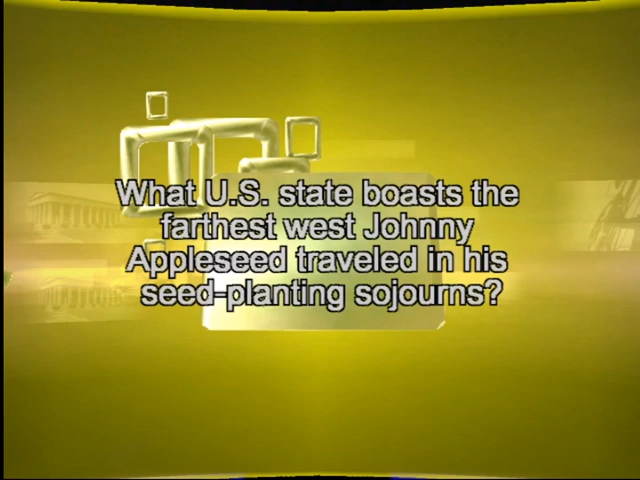 What U.S. state boasts the
farthest west Johnny
Appleseed traveled in his
seed-planting sojourns?